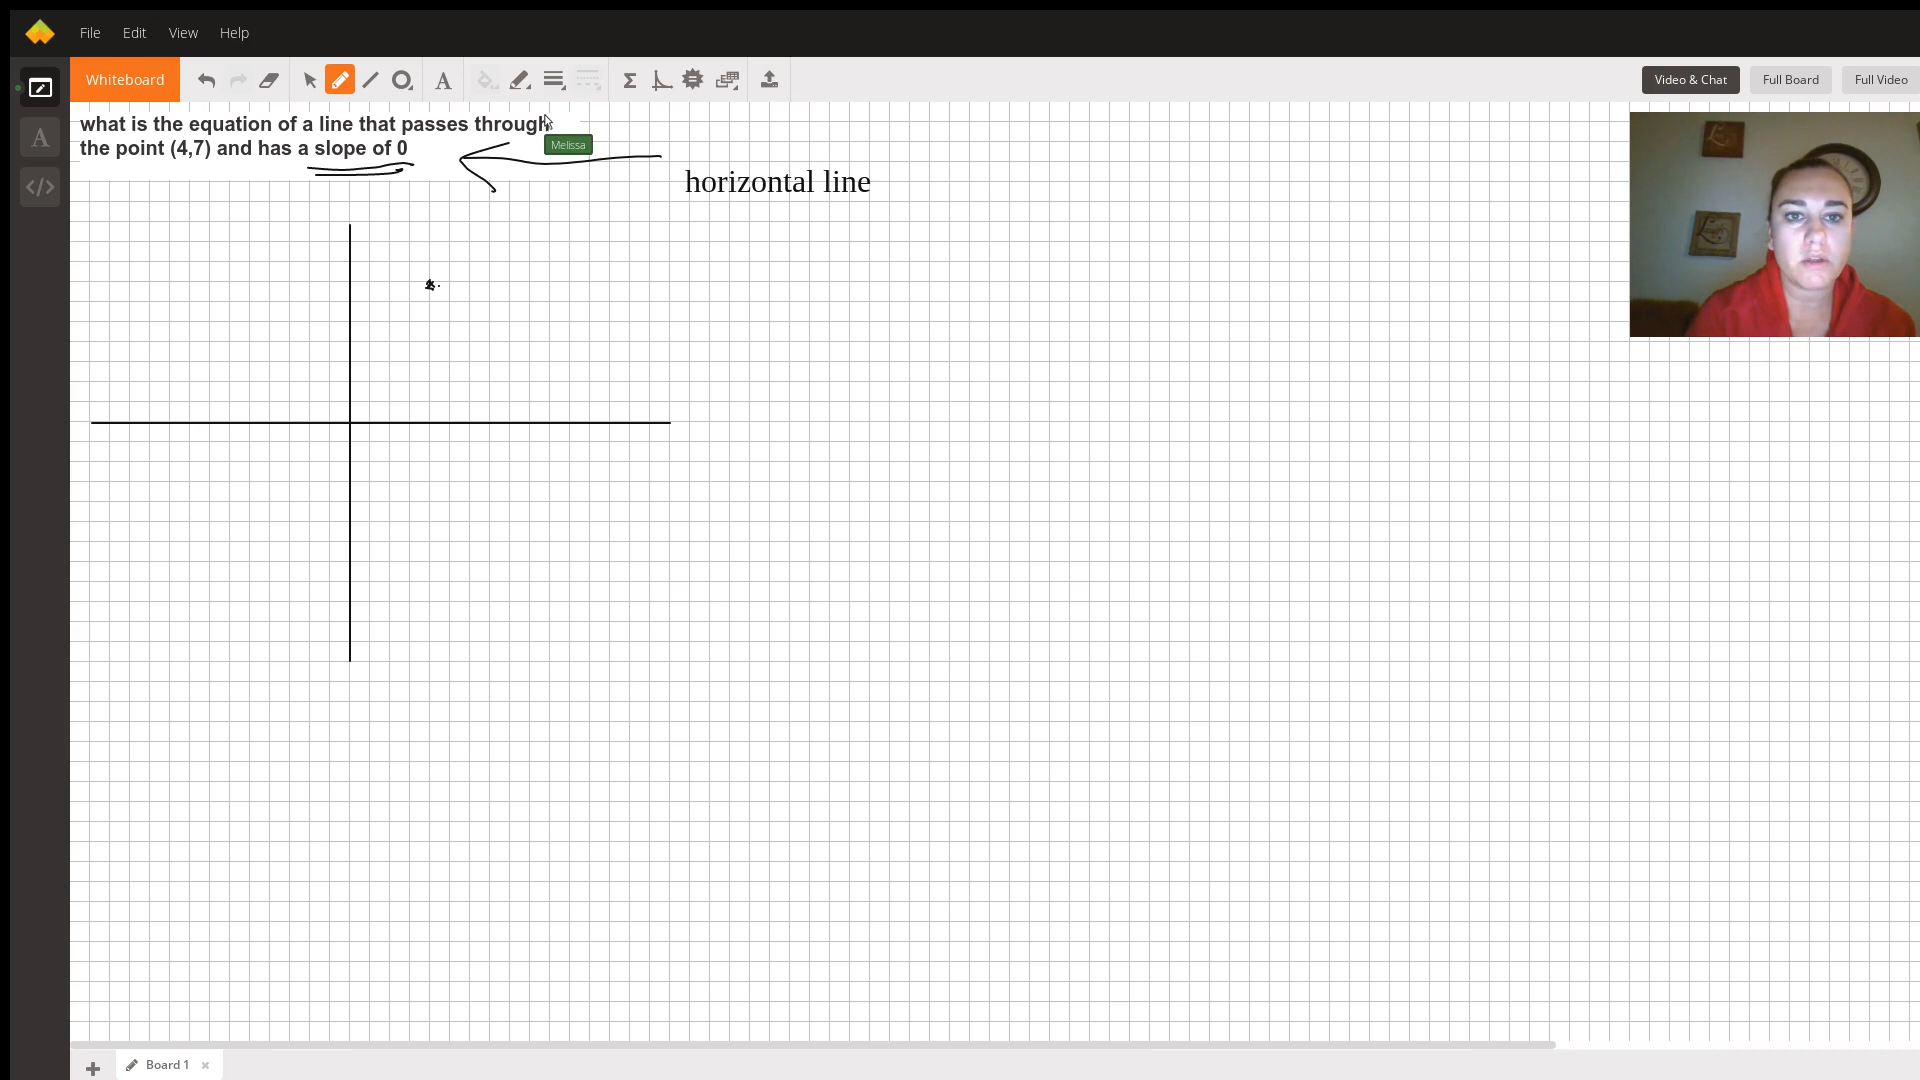 File Edit View Help
Whiteboard
Video & Chat Full Board Full Video
what is the equation of a line that passes through
the point (4,7) and has a slope of 0
Melissa
horizontal line
Board 1